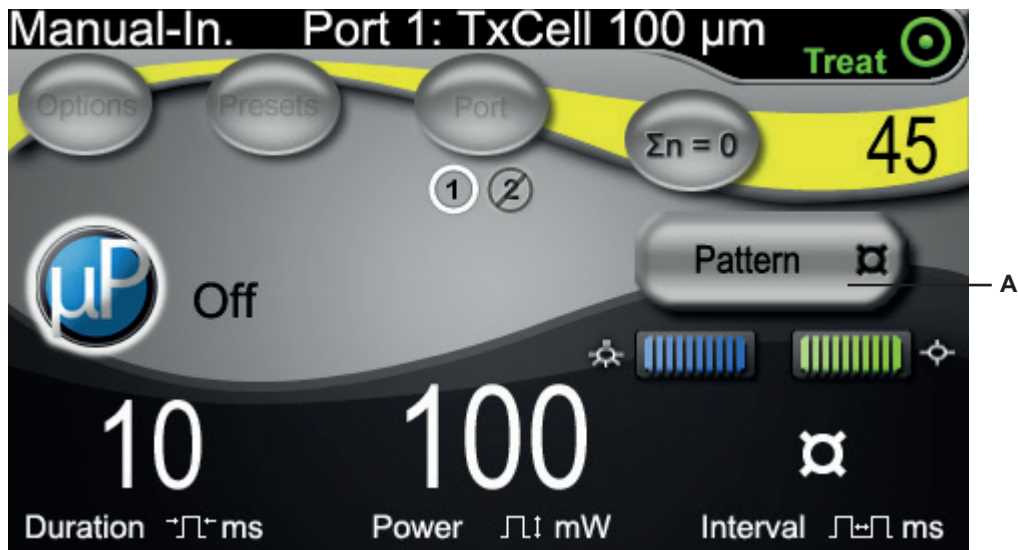 Manual-In. Port 1: TxCell 100 µm Treat
Options Presets Port Σn = 0 45
1 2
Pattern ¤ A
µP Off
10 100 ¤
Duration ms Power mW Interval ms